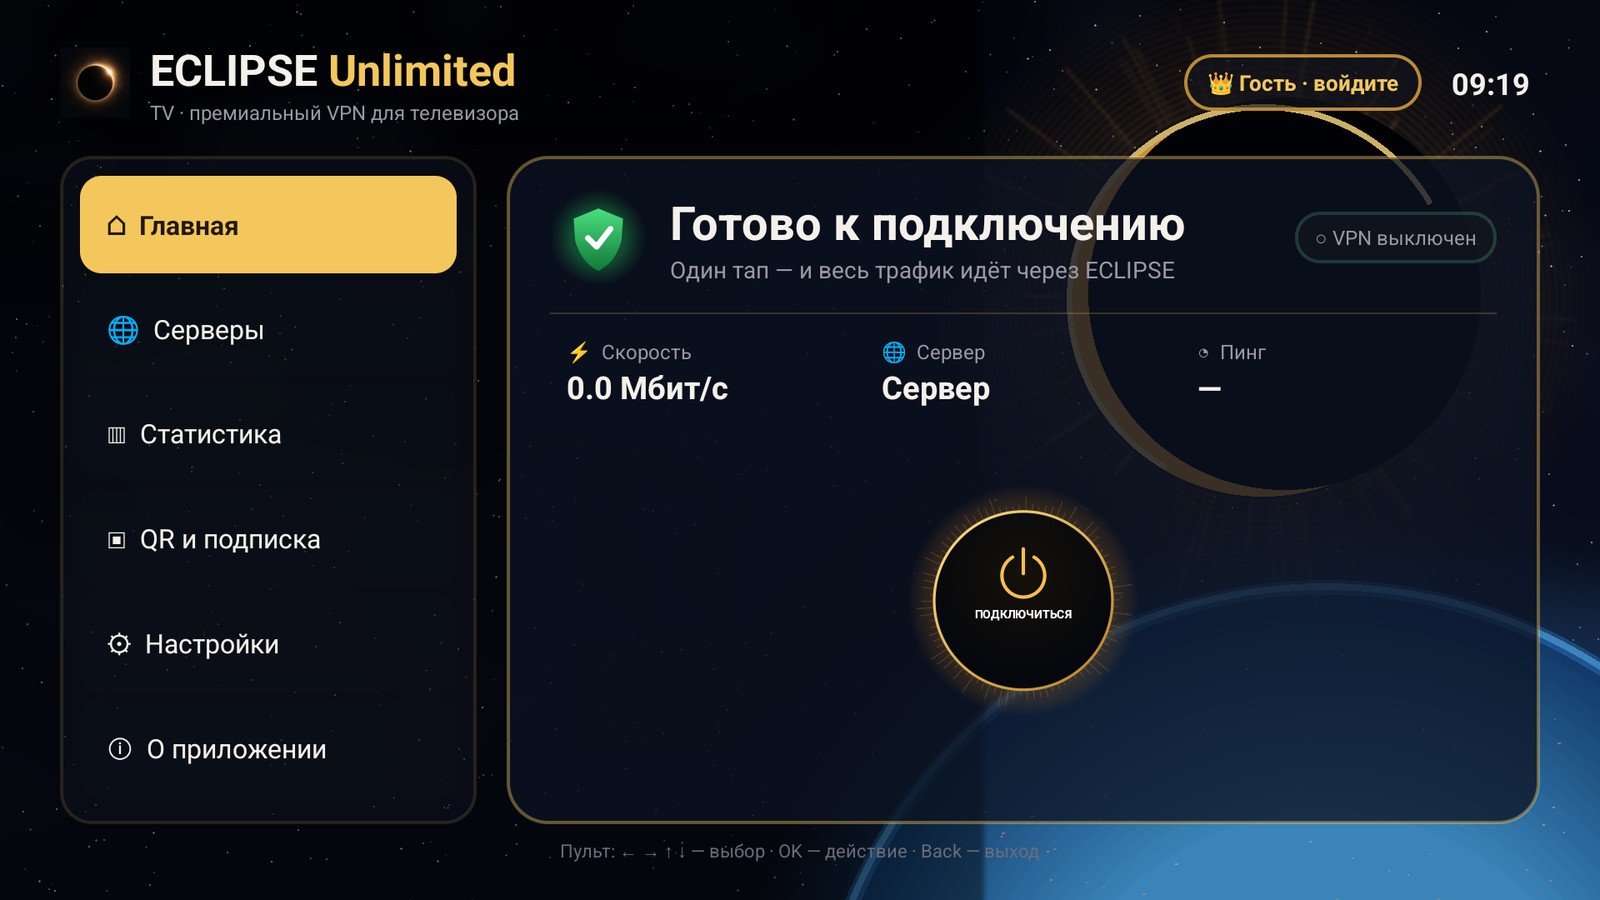 ECLIPSE Unlimited
TV · премиальный VPN для телевизора
👑 Гость · войдите
09:19
Главная
Серверы
Статистика
QR и подписка
Настройки
О приложении
Готово к подключению
Один тап — и весь трафик идёт через ECLIPSE
○ VPN выключен
⚡ Скорость
0.0 Мбит/с
🌐 Сервер
Сервер
Пинг
—
ПОДКЛЮЧИТЬСЯ
Пульт: ← → ↑ ↓ — выбор · OK — действие · Back — выход